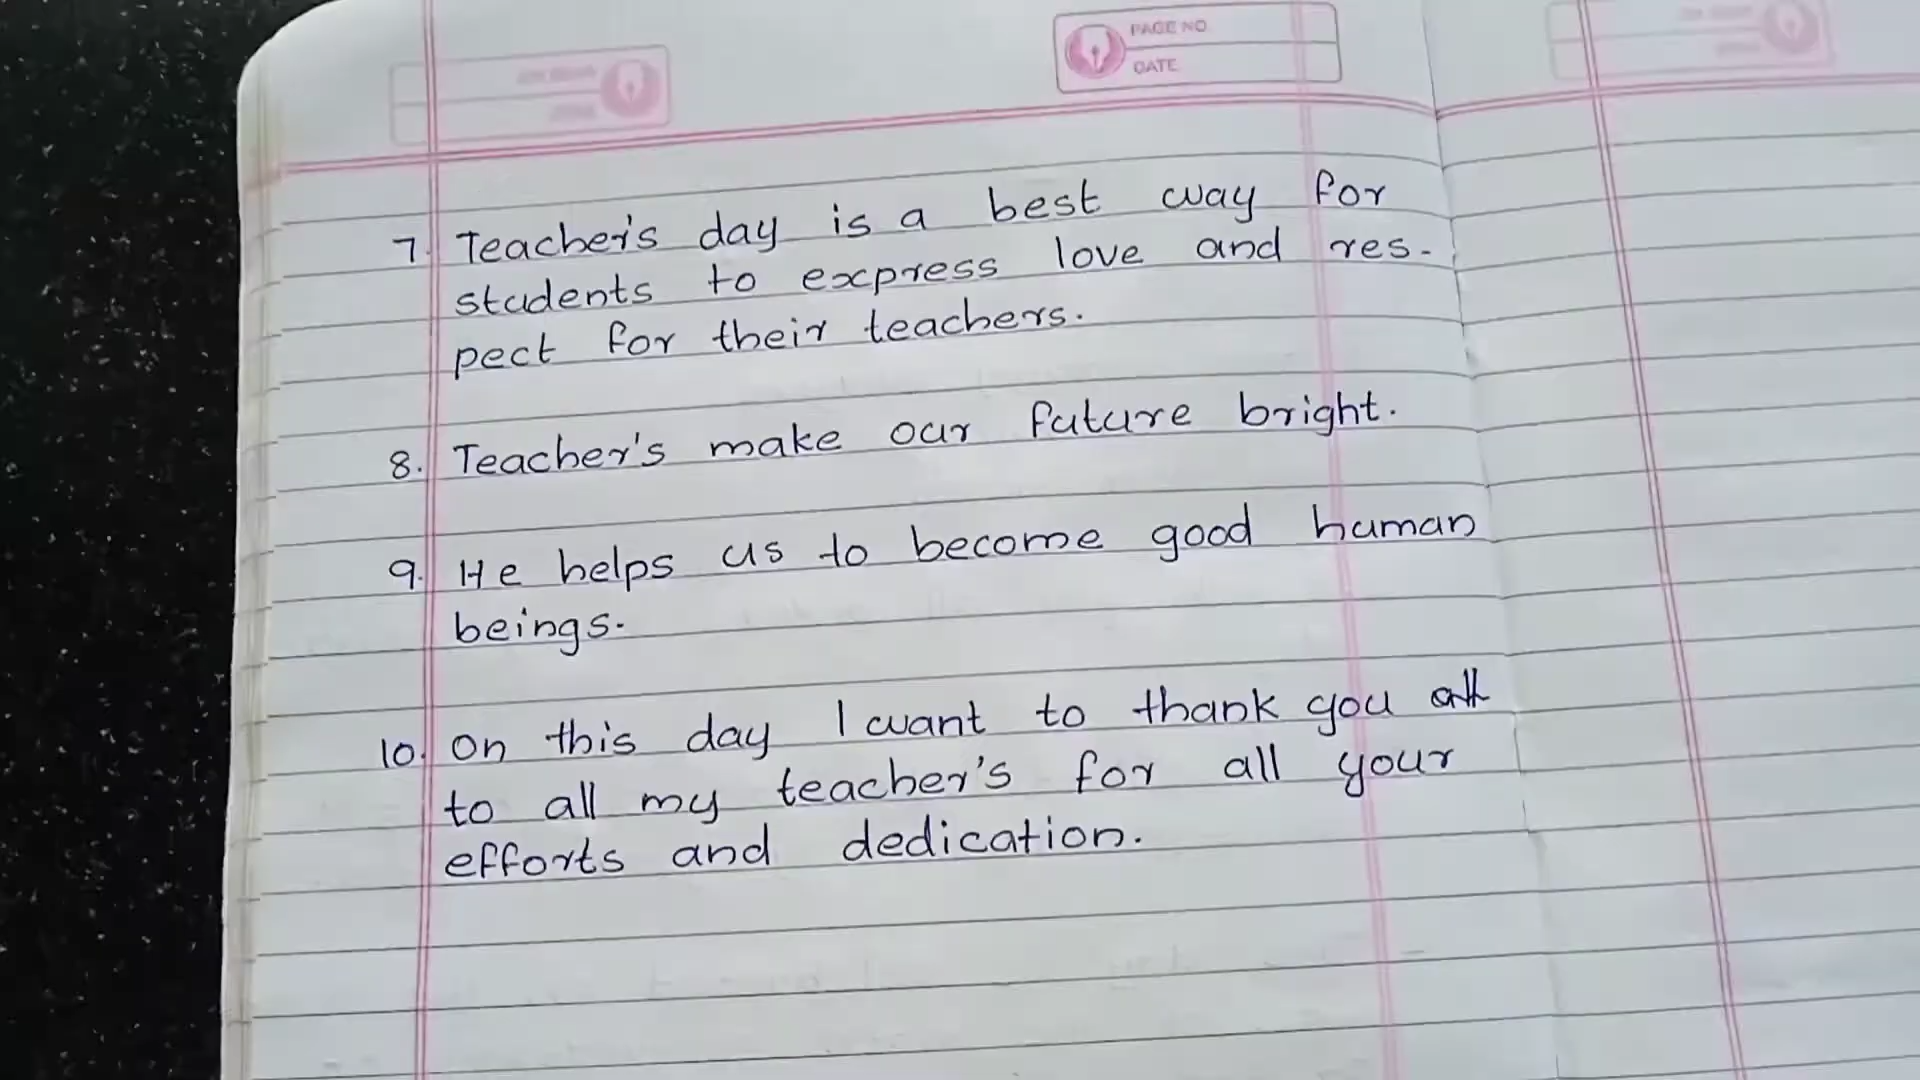 PAGE NO
DATE
7. Teacher's day is a best way for
students to express love and res-
pect for their teachers.
8. Teacher's make our future bright.
9. He helps us to become good human
beings.
10. On this day I want to thank you
to all my teacher's for all your
efforts and dedication.